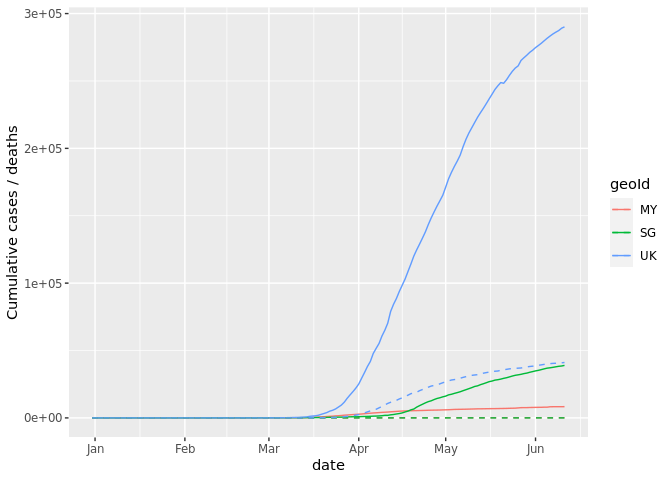 3e+05
2e+05
1e+05
0e+00
Cumulative cases / deaths
Jan Feb Mar Apr May Jun
date
geoId
MY
SG
UK